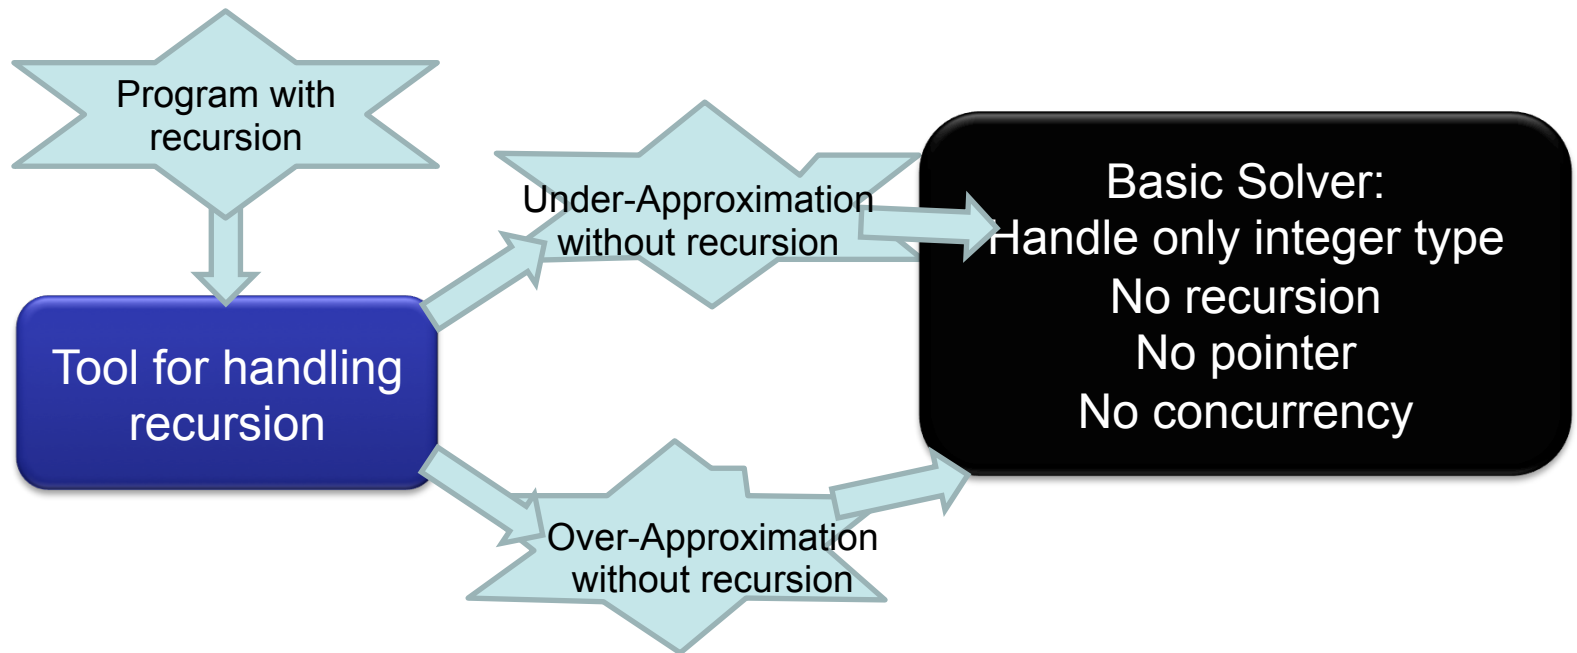 Program with
recursion
Under-Approximation
without recursion
Basic Solver:
Handle only integer type
No recursion
No pointer
No concurrency
Tool for handling
recursion
Over-Approximation
without recursion